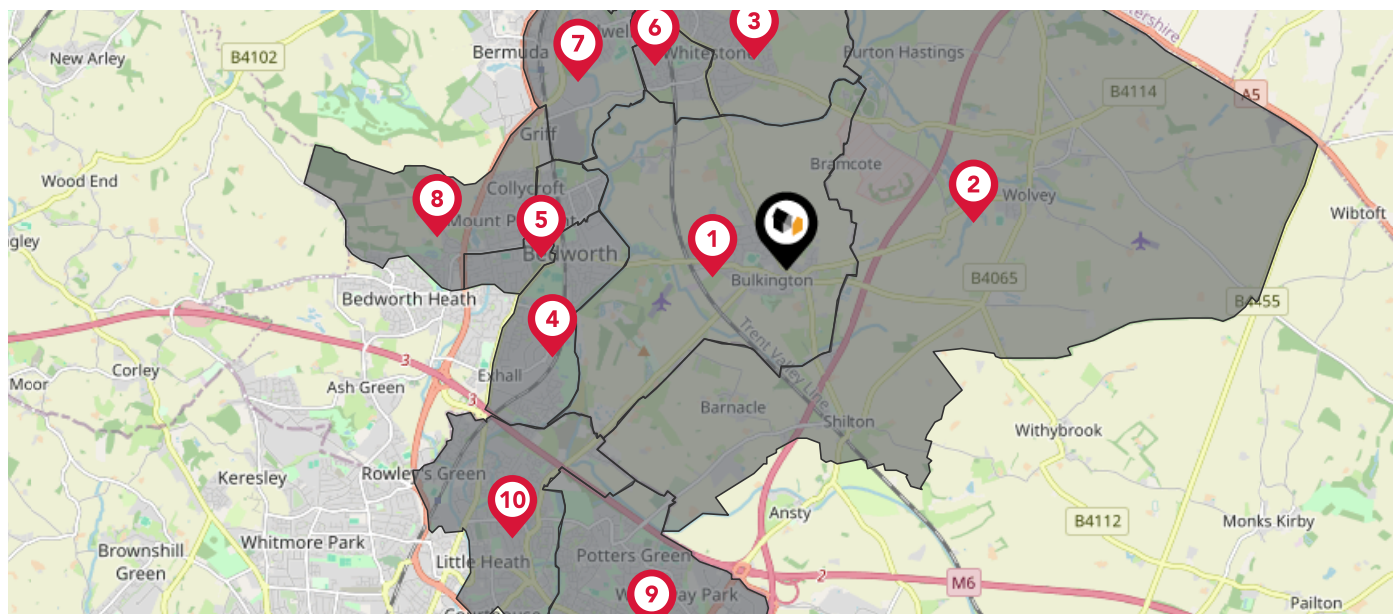 New Arley
B4102
Bermuda
7
6
3
Whitestone
Burton Hastings
B4114
A5
Griff
Bramcote
Wood End
Collycroft
8
Mount P
5
Bedworth
1
2
Wolvey
Wibtoft
Bulkington
B4065
Bedworth Heath
4
3
Trent Valley Line
Corley
Moor
Ash Green
3
Exhall
Barnacle
Shilton
Withybrook
Keresley
Rowley's Green
10
Ansty
B4112
Monks Kirby
Whitmore Park
Brownshill
Green
Little Heath
Potters Green
2
M6
9
Pailton